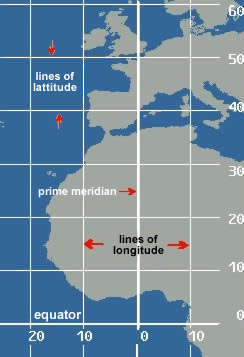 60
50
lines of
lattitude
40
30
prime meridian
20
lines of
longitude
10
equator
0
20 10 0 10